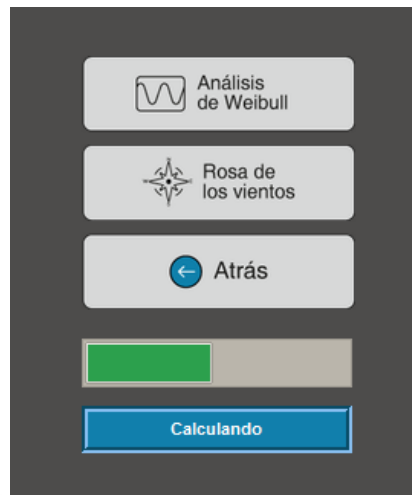 Análisis
de Weibull
Rosa de
los vientos
Atrás
Calculando